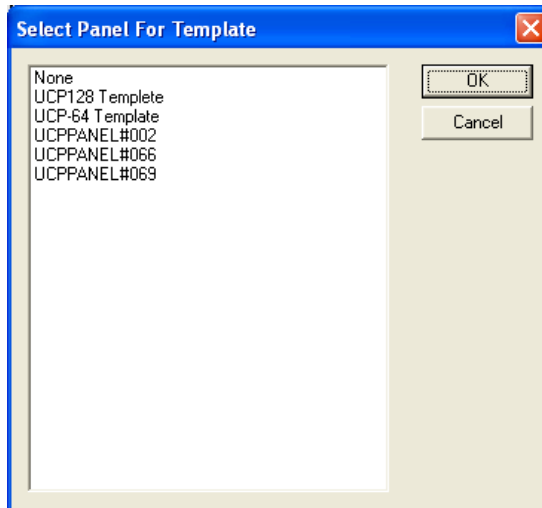 Select Panel For Template
None
UCP128 Templete
UCP-64 Template
UCPPANEL#002
UCPPANEL#066
UCPPANEL#069
OK
Cancel